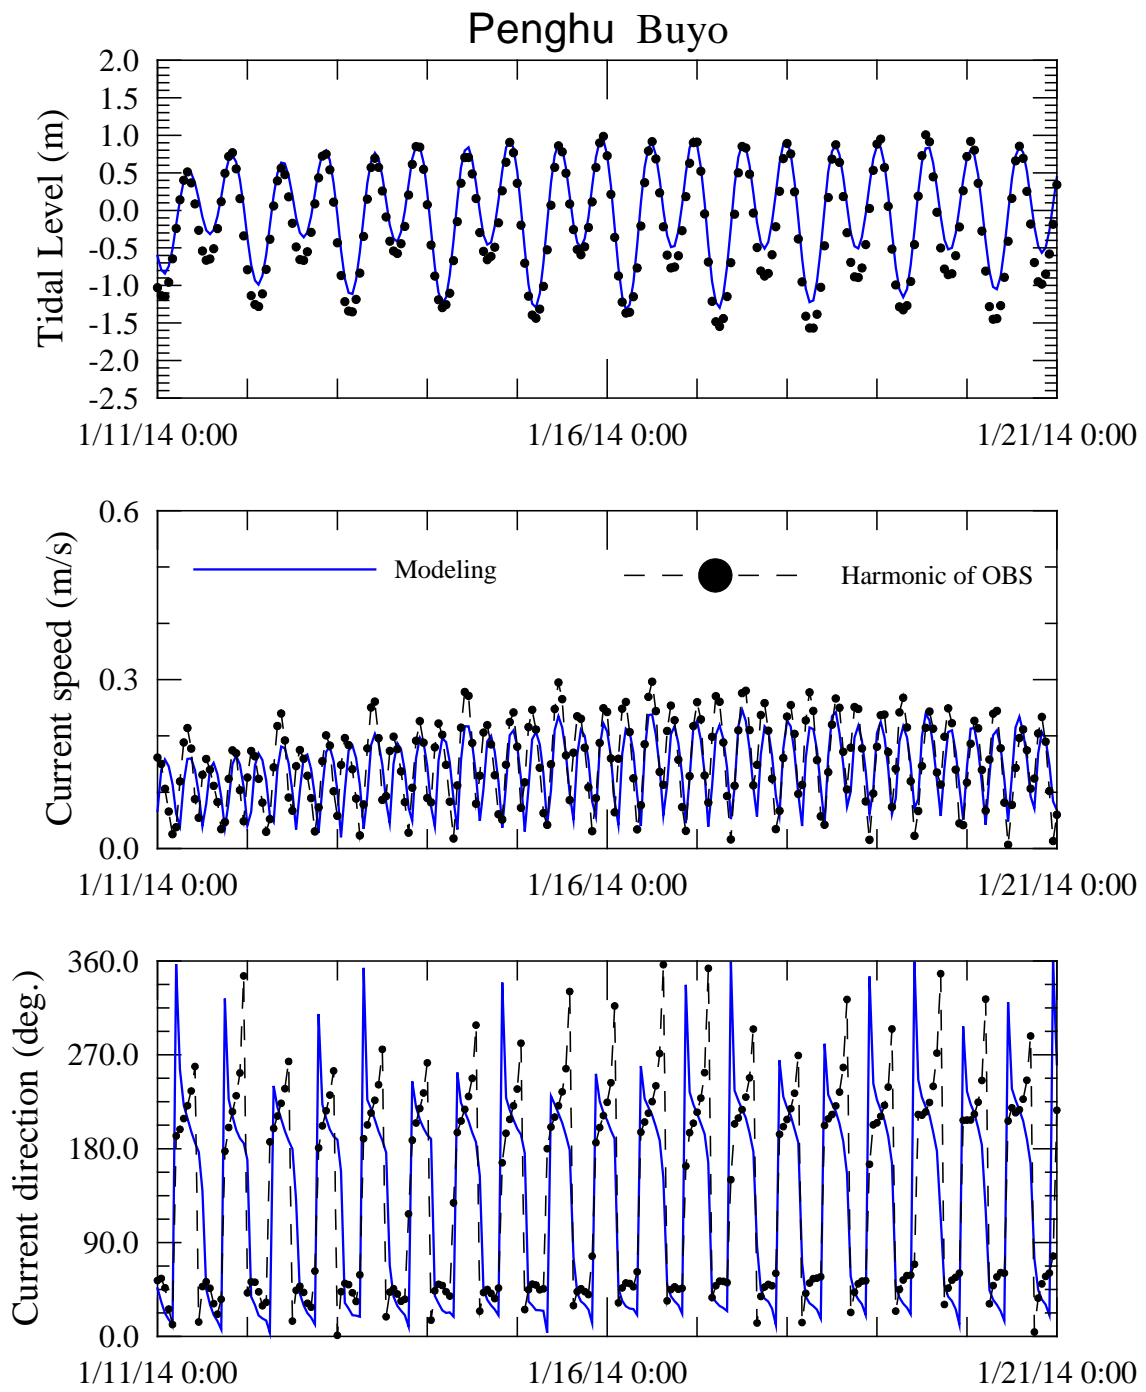 Penghu Buyo
Tidal Level (m)
2.0
1.5
1.0
0.5
0.0
-0.5
-1.0
-1.5
-2.0
-2.5
1/11/14 0:00 1/16/14 0:00 1/21/14 0:00
Current speed (m/s)
0.6
0.3
0.0
Modeling Harmonic of OBS
1/11/14 0:00 1/16/14 0:00 1/21/14 0:00
Current direction (deg.)
360.0
270.0
180.0
90.0
0.0
1/11/14 0:00 1/16/14 0:00 1/21/14 0:00